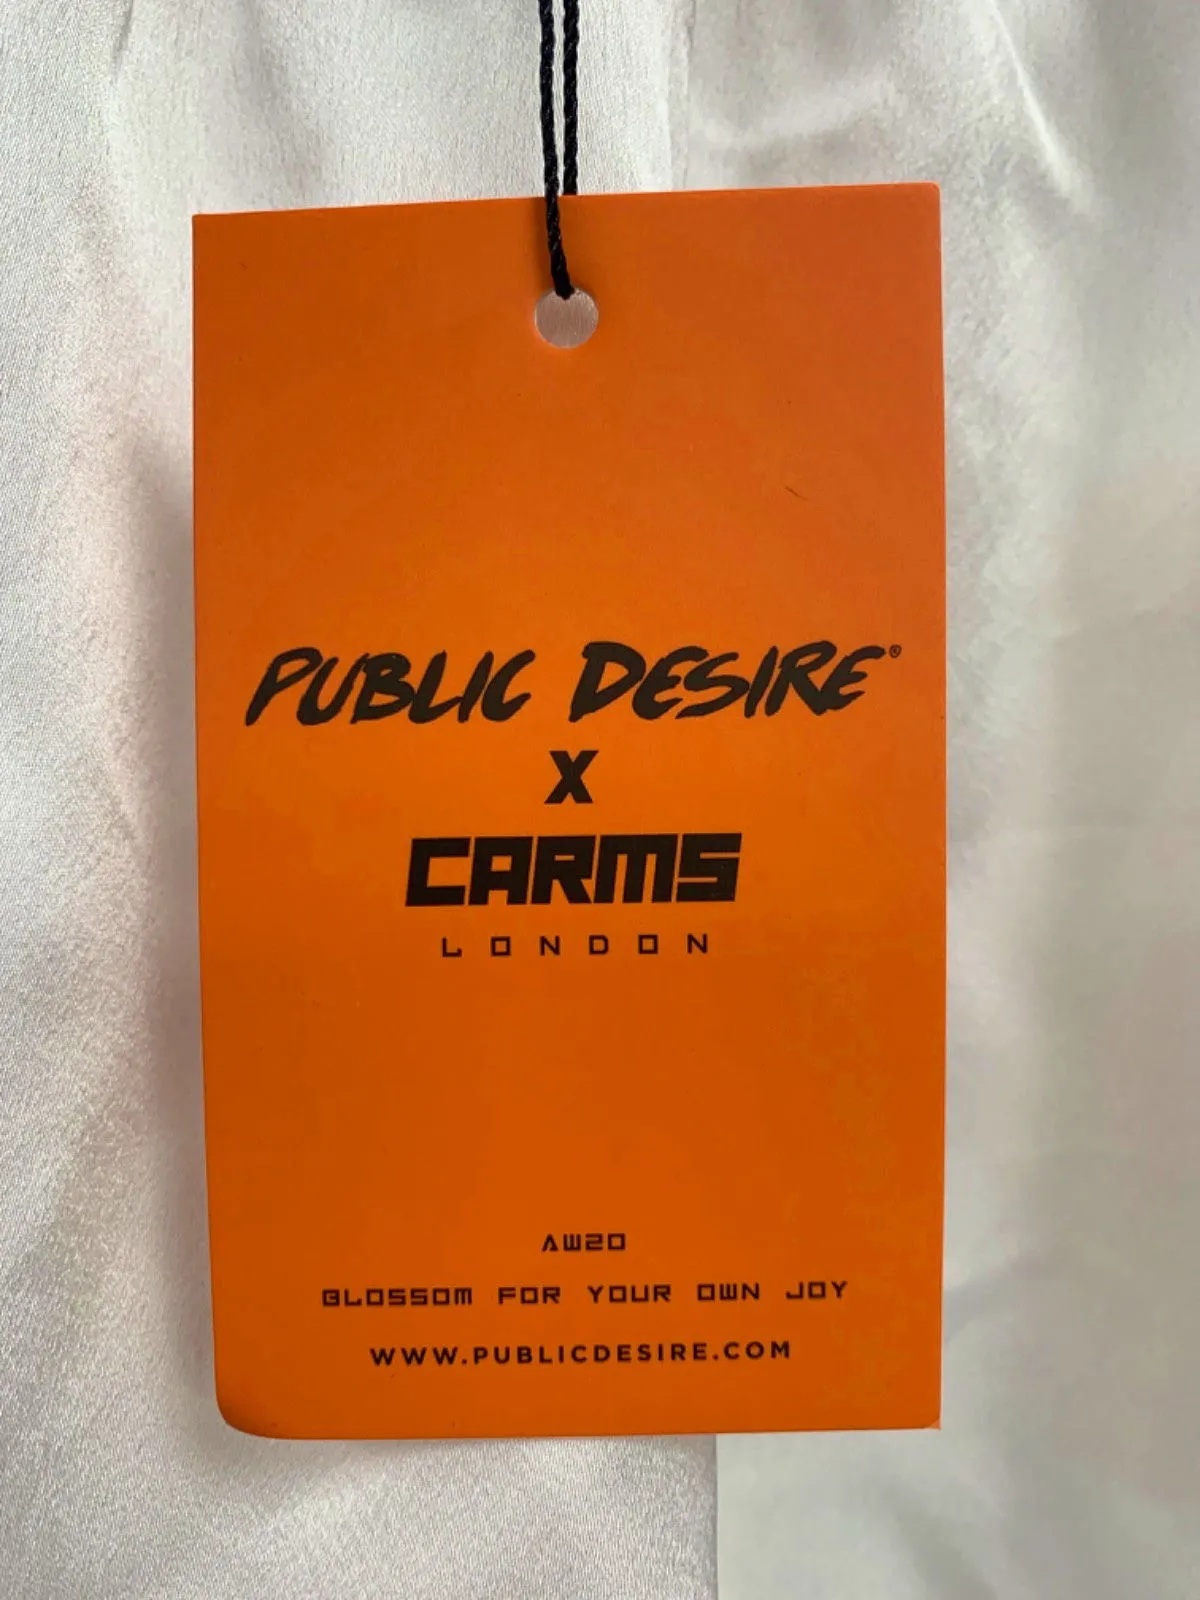 PUBLIC DESIRE®
X
CARMS
LONDON
AW20
BLOSSOM FOR YOUR OWN JOY
WWW.PUBLICDESIRE.COM